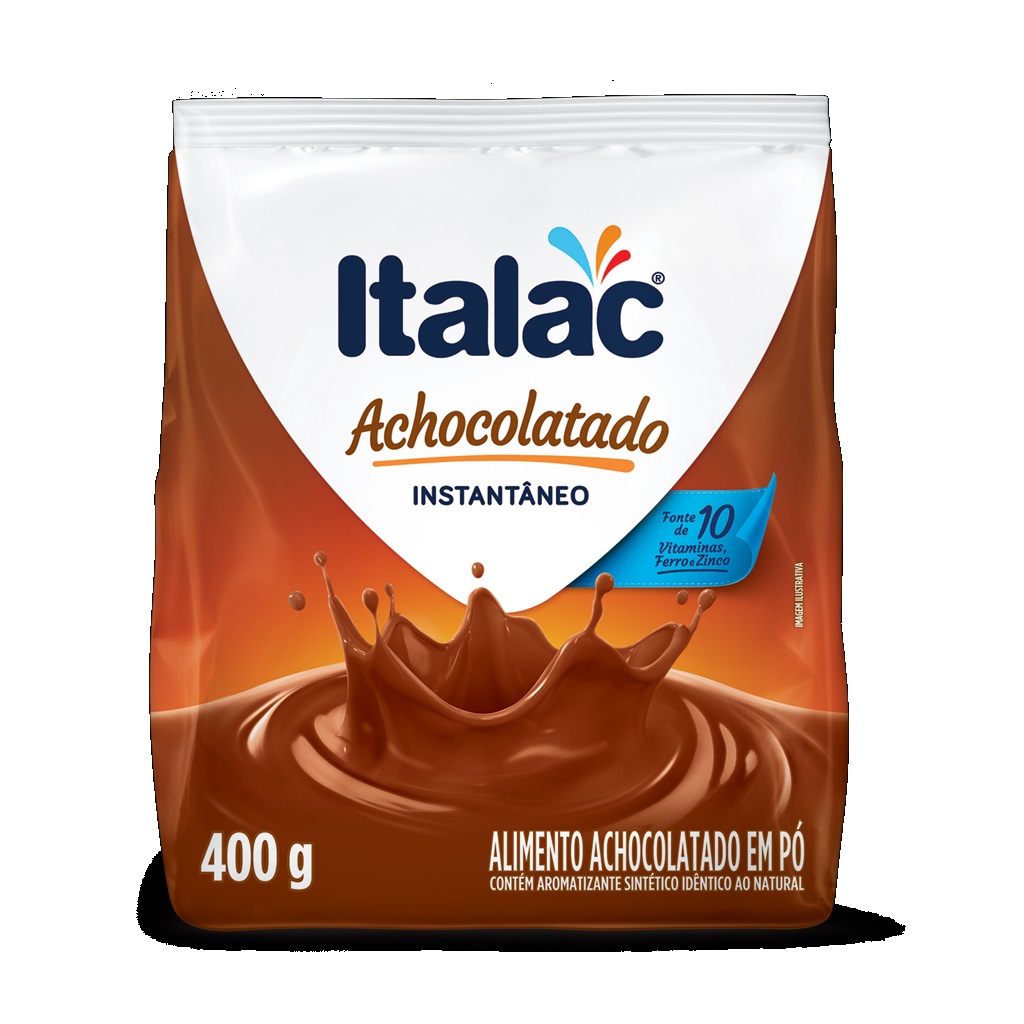 Italac®
Achocolatado
INSTANTÂNEO
Fonte de 10
Vitaminas,
Ferro e Zinco
IMAGEM ILUSTRATIVA
400 g
ALIMENTO ACHOCOLATADO EM PÓ
CONTÉM AROMATIZANTE SINTÉTICO IDÊNTICO AO NATURAL